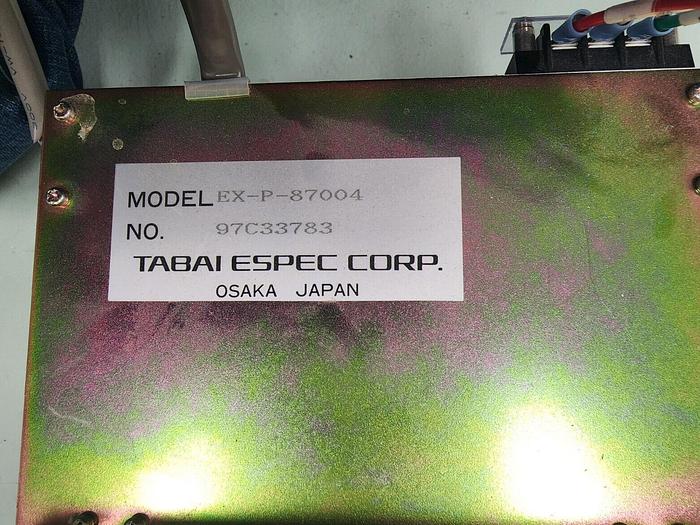 MODEL EX-P-87004
NO. 97C33783
TABAI ESPEC CORP.
OSAKA JAPAN